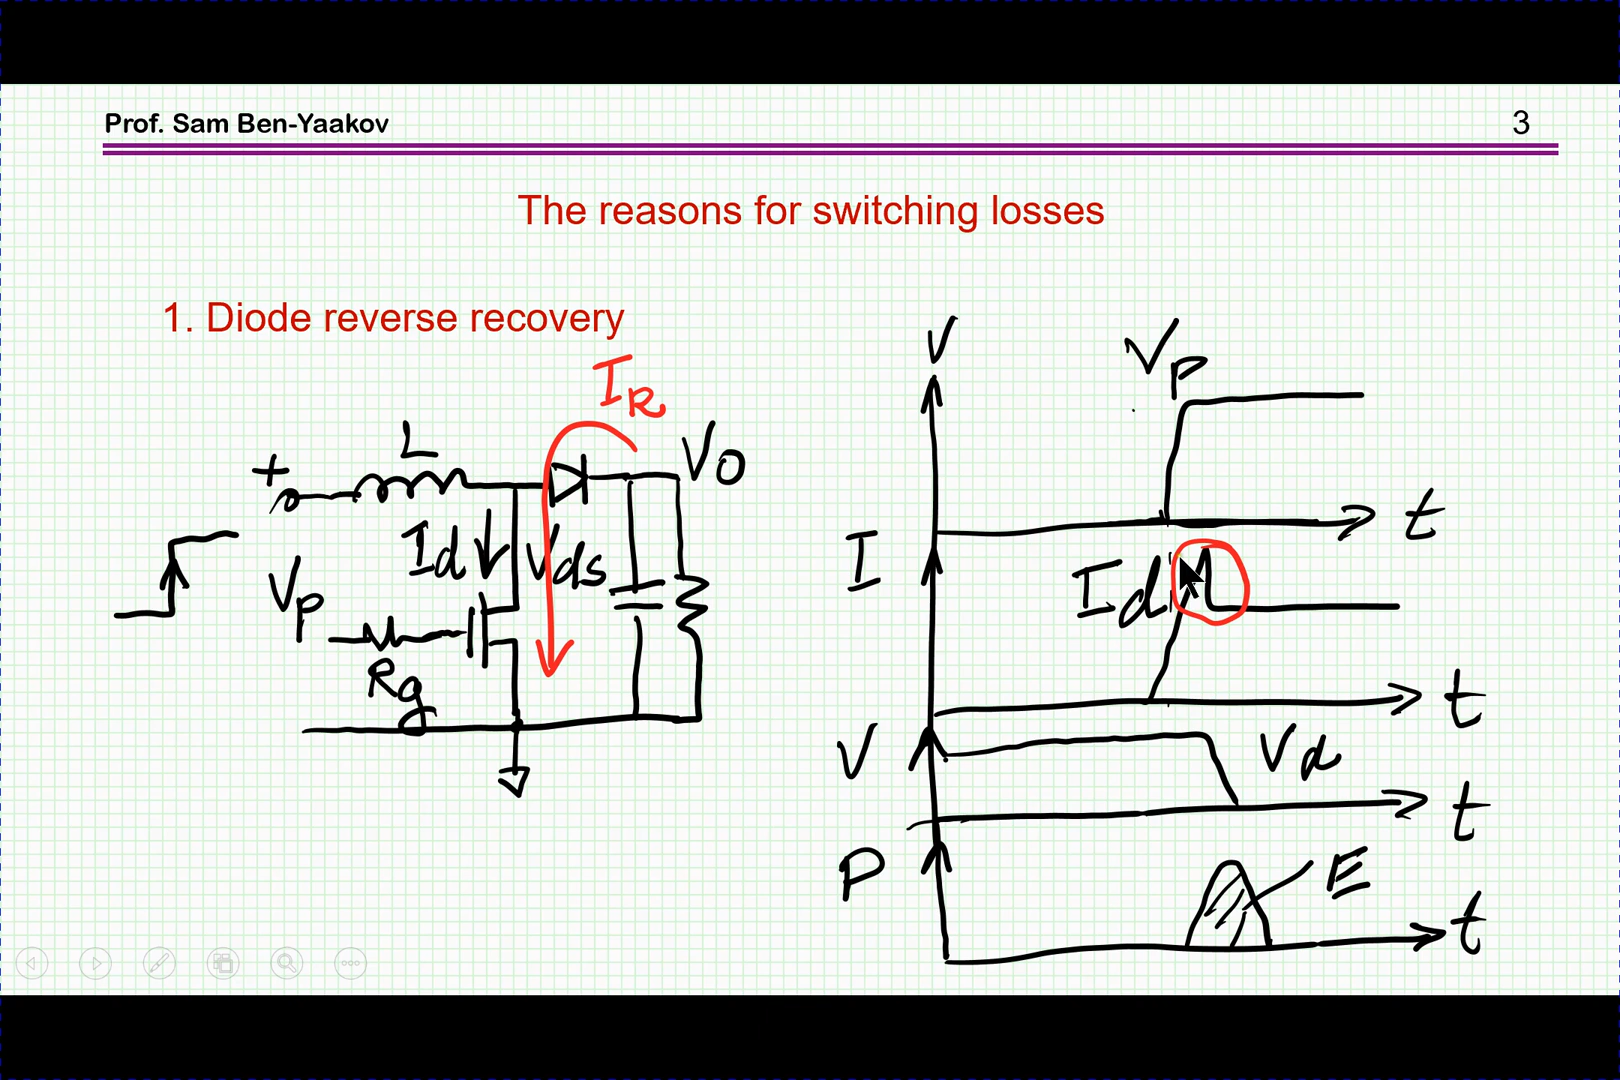 Prof. Sam Ben-Yaakov
3
The reasons for switching losses
1. Diode reverse recovery
IR
L
+
Vo
Id
Vds
Vp
Rg
V
Vp
t
I
Id
t
V
Vd
t
P
E
t